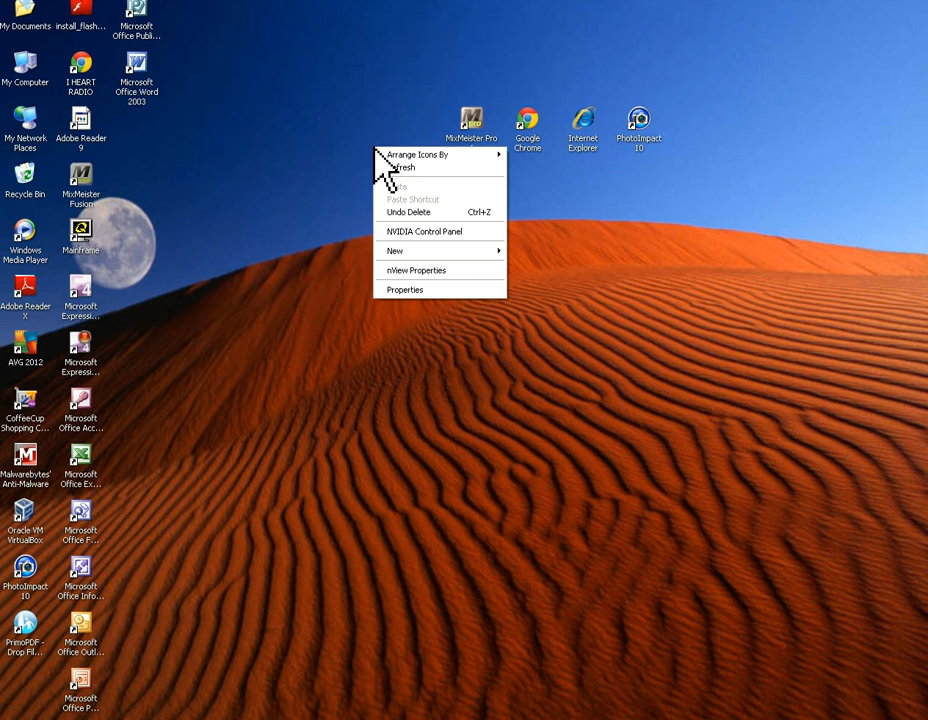 My Documents
install_flash...
Microsoft
Office Publi...
My Computer
I HEART
RADIO
Microsoft
Office Word
2003
My Network
Places
Adobe Reader
9
MixMeister Pro
Google
Chrome
Internet
Explorer
PhotoImpact
10
Recycle Bin
MixMeister
Fusion
Windows
Media Player
Mainframe
Adobe Reader
X
Microsoft
Expressi...
AVG 2012
Microsoft
Expressi...
CoffeeCup
Shopping C...
Microsoft
Office Acc...
Malwarebytes'
Anti-Malware
Microsoft
Office Ex...
Oracle VM
VirtualBox
Microsoft
Office F...
PhotoImpact
10
Microsoft
Office Info...
PrimoPDF -
Drop Fil...
Microsoft
Office Outl...
Microsoft
Office P...
Arrange Icons By
Paste Shortcut
Undo Delete Ctrl+Z
NVIDIA Control Panel
New
nView Properties
Properties